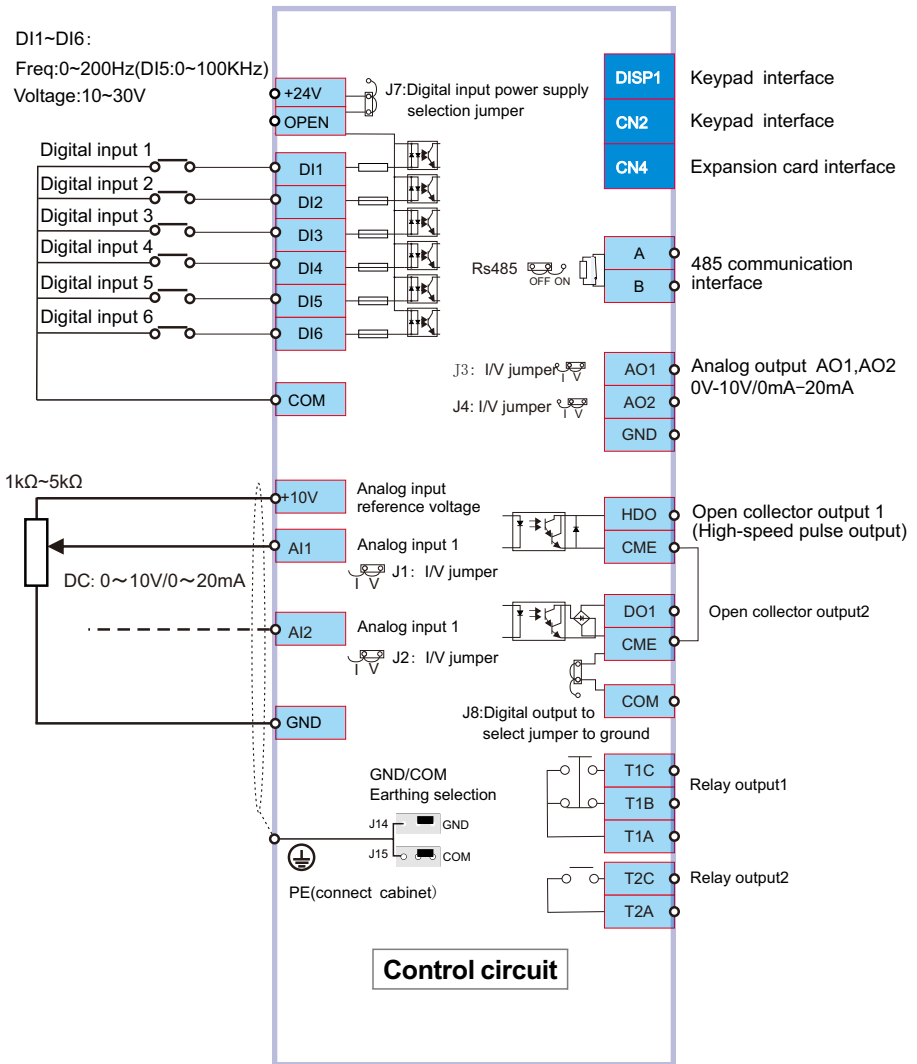 DI1~DI6:
Freq:0~200Hz(DI5:0~100KHz)
Voltage:10~30V
+24V
OPEN
J7:Digital input power supply
selection jumper
Digital input 1
DI1
Digital input 2
DI2
Digital input 3
DI3
Digital input 4
DI4
Digital input 5
DI5
Digital input 6
DI6
COM
1kΩ~5kΩ
+10V
Analog input
reference voltage
AI1
Analog input 1
I V
J1: I/V jumper
DC: 0~10V/0~20mA
AI2
Analog input 1
I V
J2: I/V jumper
GND
GND/COM
Earthing selection
J14
GND
J15
COM
PE(connect cabinet)
DISP1
Keypad interface
CN2
Keypad interface
CN4
Expansion card interface
Rs485
OFF ON
A
B
485 communication
interface
J3: I/V jumper
I V
AO1
Analog output AO1,AO2
0V-10V/0mA-20mA
J4: I/V jumper
I V
AO2
GND
HDO
Open collector output 1
(High-speed pulse output)
CME
DO1
Open collector output2
CME
COM
J8:Digital output to
select jumper to ground
T1C
Relay output1
T1B
T1A
T2C
Relay output2
T2A
Control circuit